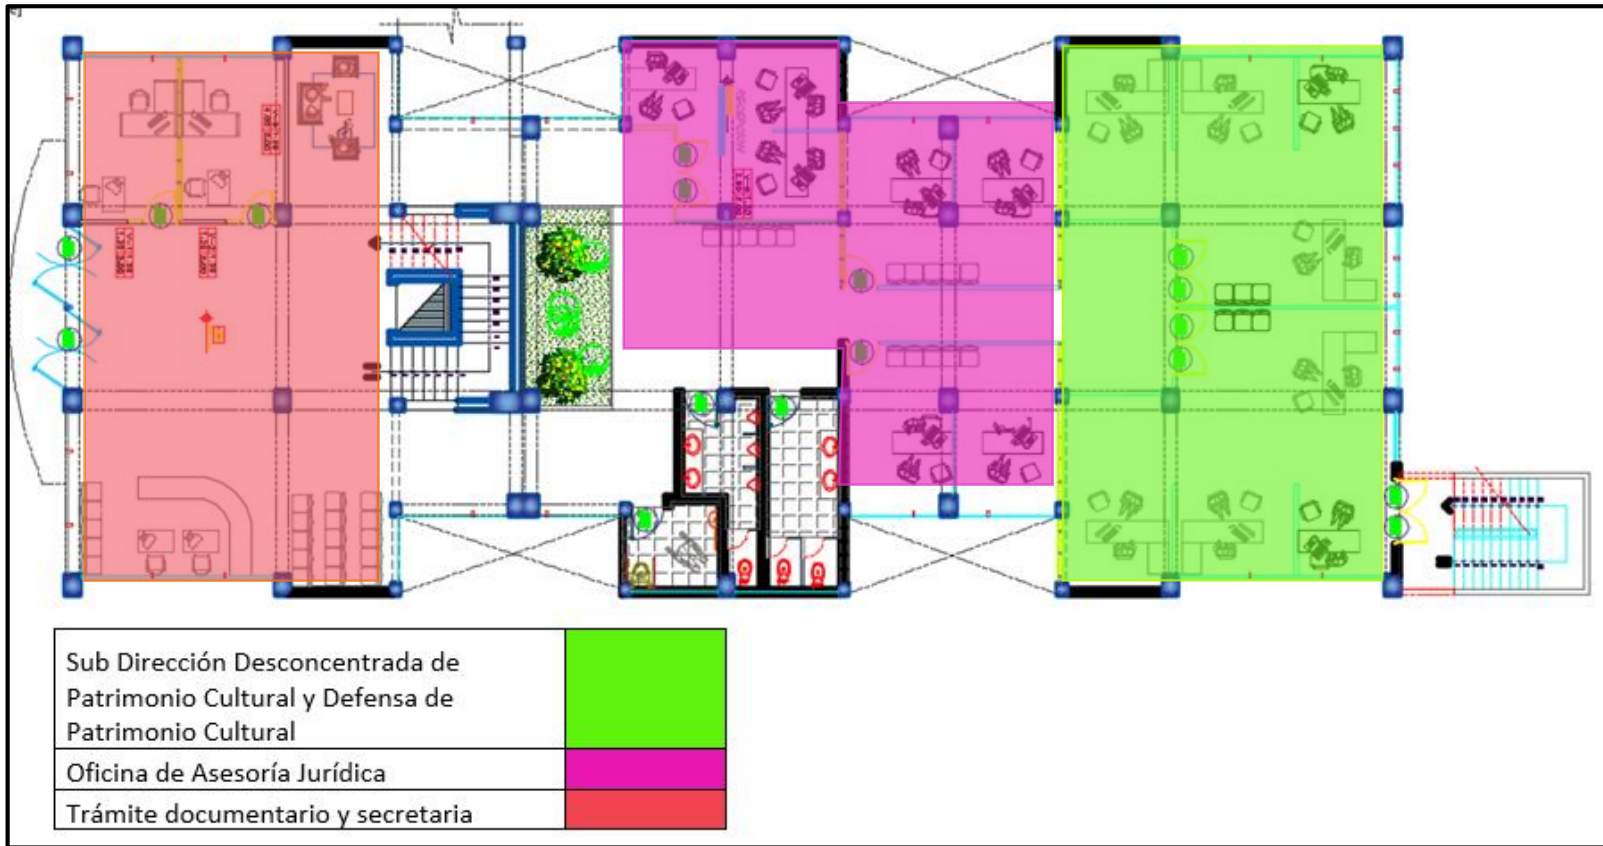 Sub Dirección Desconcentrada de
Patrimonio Cultural y Defensa de
Patrimonio Cultural
Oficina de Asesoría Jurídica
Trámite documentario y secretaria